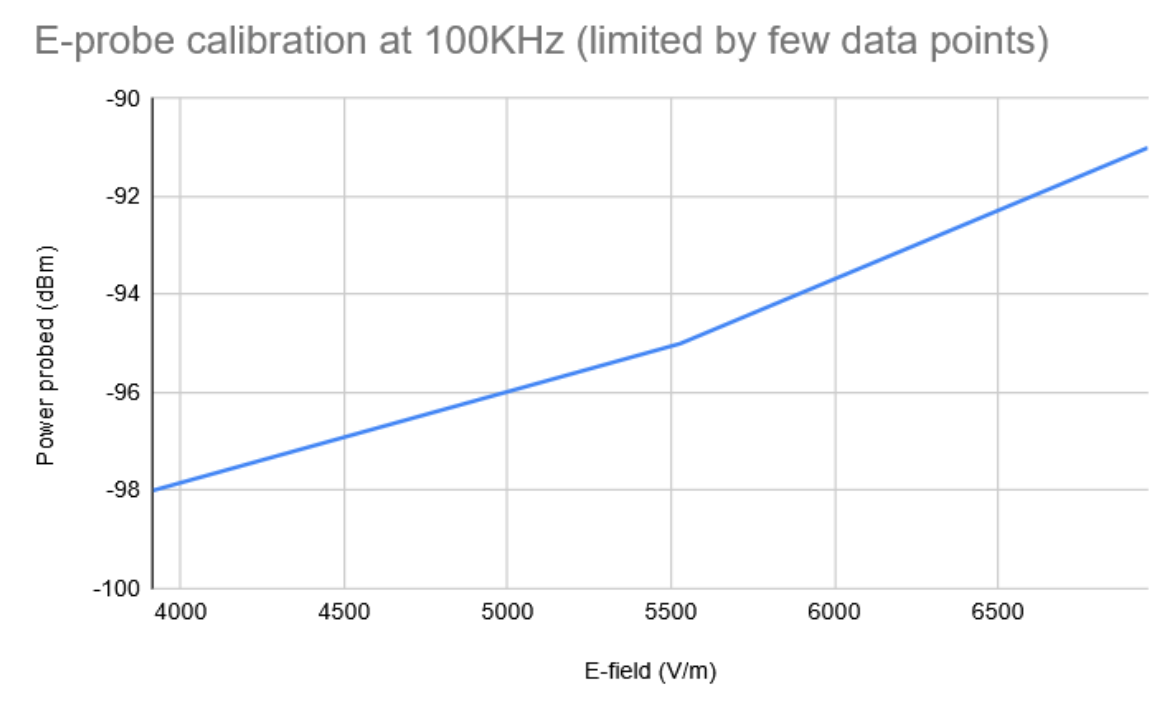 E-probe calibration at 100KHz (limited by few data points)
-90
-92
-94
-96
-98
-100
Power probed (dBm)
4000 4500 5000 5500 6000 6500
E-field (V/m)